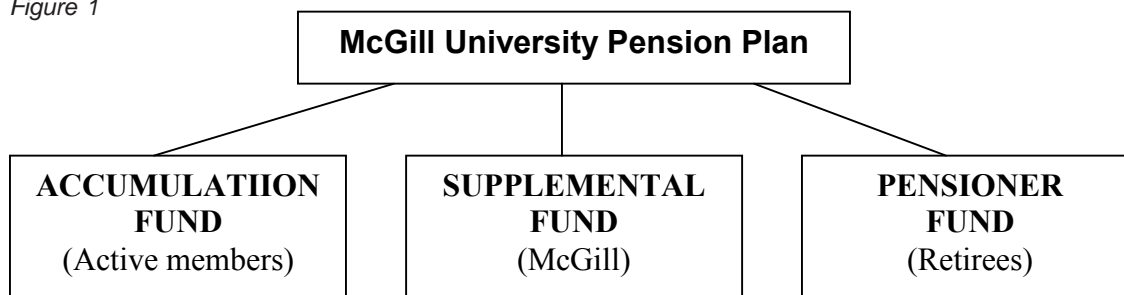 Figure 1
McGill University Pension Plan
ACCUMULATIION
FUND
(Active members)
SUPPLEMENTAL
FUND
(McGill)
PENSIONER
FUND
(Retirees)